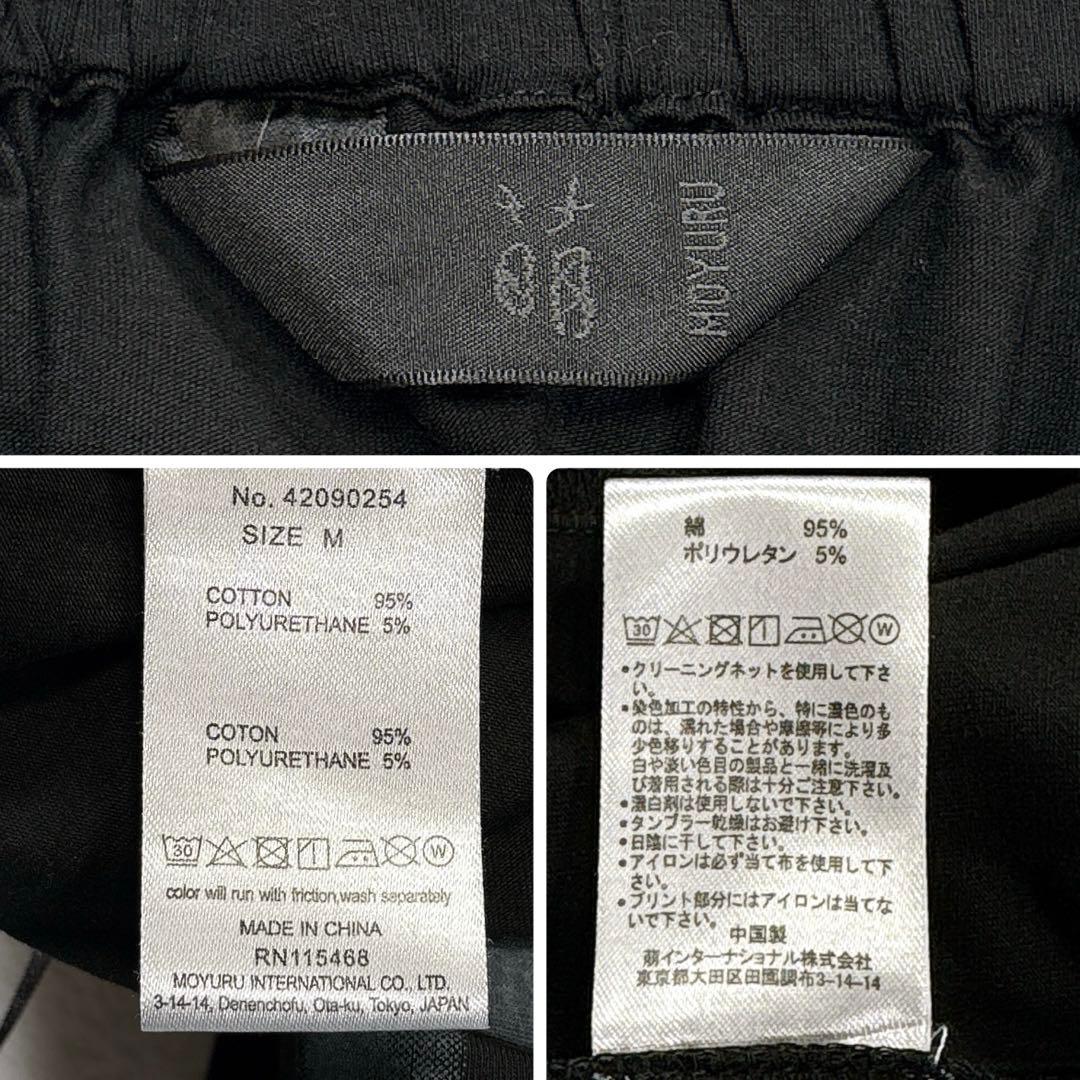 MOYURU
No. 42090254
SIZE M
COTTON 95%
POLYURETHANE 5%
COTON 95%
POLYURETHANE 5%
30 W
color will run with friction,wash separately
MADE IN CHINA
RN115468
MOYURU INTERNATIONAL CO., LTD.
3-14-14, Denenchofu, Ota-ku, Tokyo, JAPAN
綿 95%
ポリウレタン 5%
30 W
•クリーニングネットを使用して下さ
い。
•染色加工の特性から、特に濃色のも
のは、濡れた場合や摩擦等により多
少色移りすることがあります。
白や淡い色目の製品と一緒に洗濯及
び着用される際は十分ご注意下さい。
•漂白剤は使用しないで下さい。
•タンブラー乾燥はお避け下さい。
•日陰に干して下さい。
•アイロンは必ず当て布を使用して下
さい。
•プリント部分にはアイロンは当てな
いで下さい。
中国製
萠インターナショナル株式会社
東京都大田区田園調布3-14-14